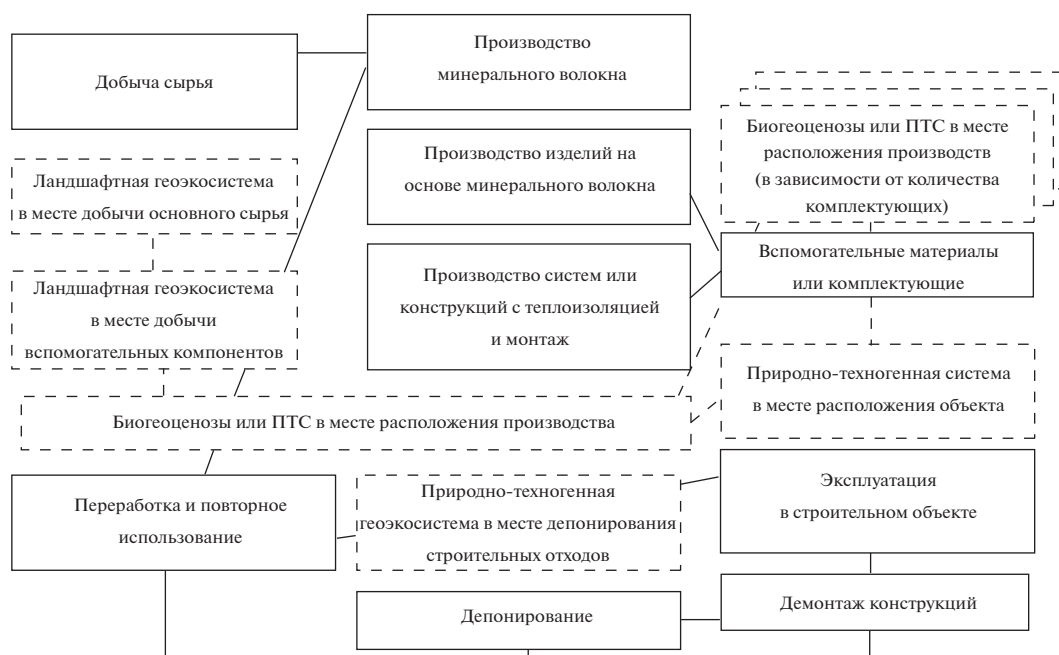 Добыча сырья
Производство
минерального волокна
Производство изделий на
основе минерального волокна
Биогеоценозы или ПТС в месте
расположения производств
(в зависимости от количества
комплектующих)
Ландшафтная геоэкосистема
в месте добычи основного сырья
Производство систем или
конструкций с теплоизоляцией
и монтаж
Вспомогательные материалы
или комплектующие
Ландшафтная геоэкосистема
в месте добычи
вспомогательных компонентов
Природно-техногенная система
в месте расположения объекта
Биогеоценозы или ПТС в месте расположения производства
Переработка и повторное
использование
Природно-техногенная
геоэкосистема в месте депонирования
строительных отходов
Эксплуатация
в строительном объекте
Депонирование
Демонтаж конструкций